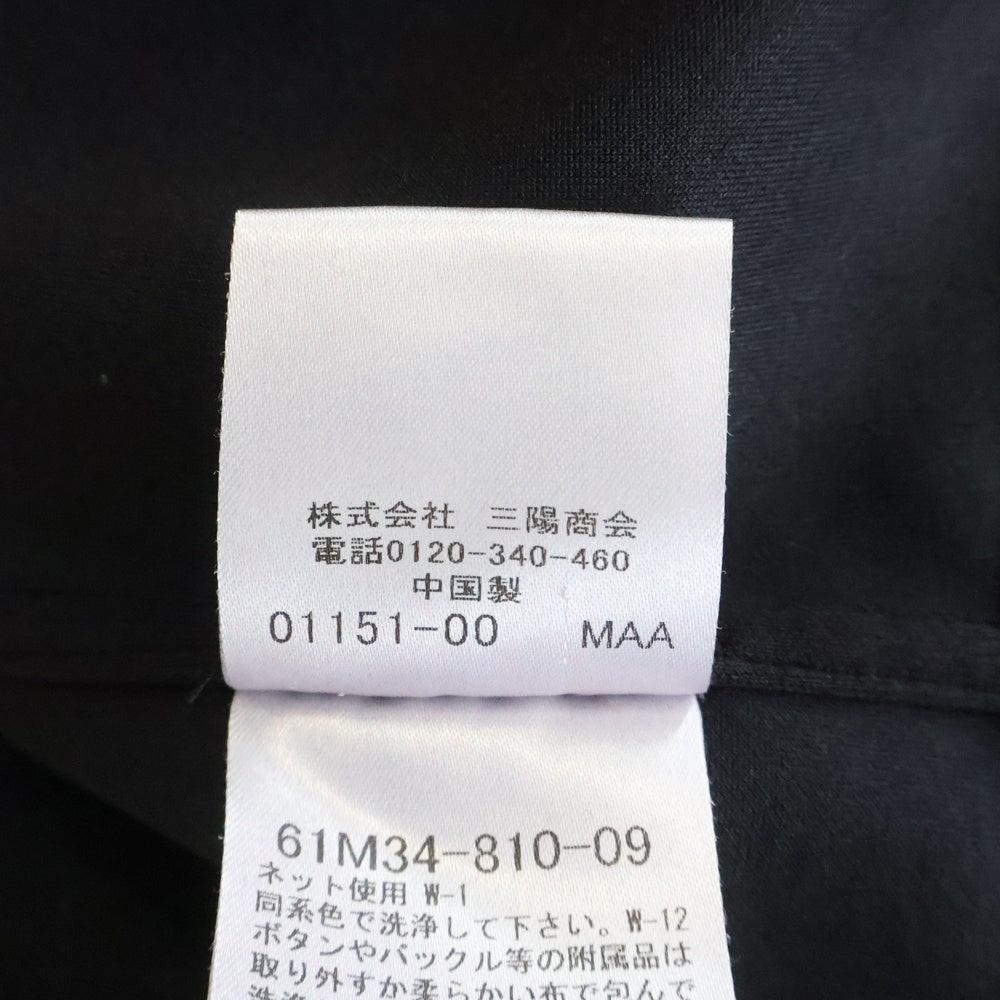 株式会社 三陽商会
電話0120-340-460
中国製
01151-00 MAA
61M34-810-09
ネット使用 W-1
同系色で洗浄して下さい。W-12
ボタンやバックル等の附属品は
取り外すか柔らかい布で包んで